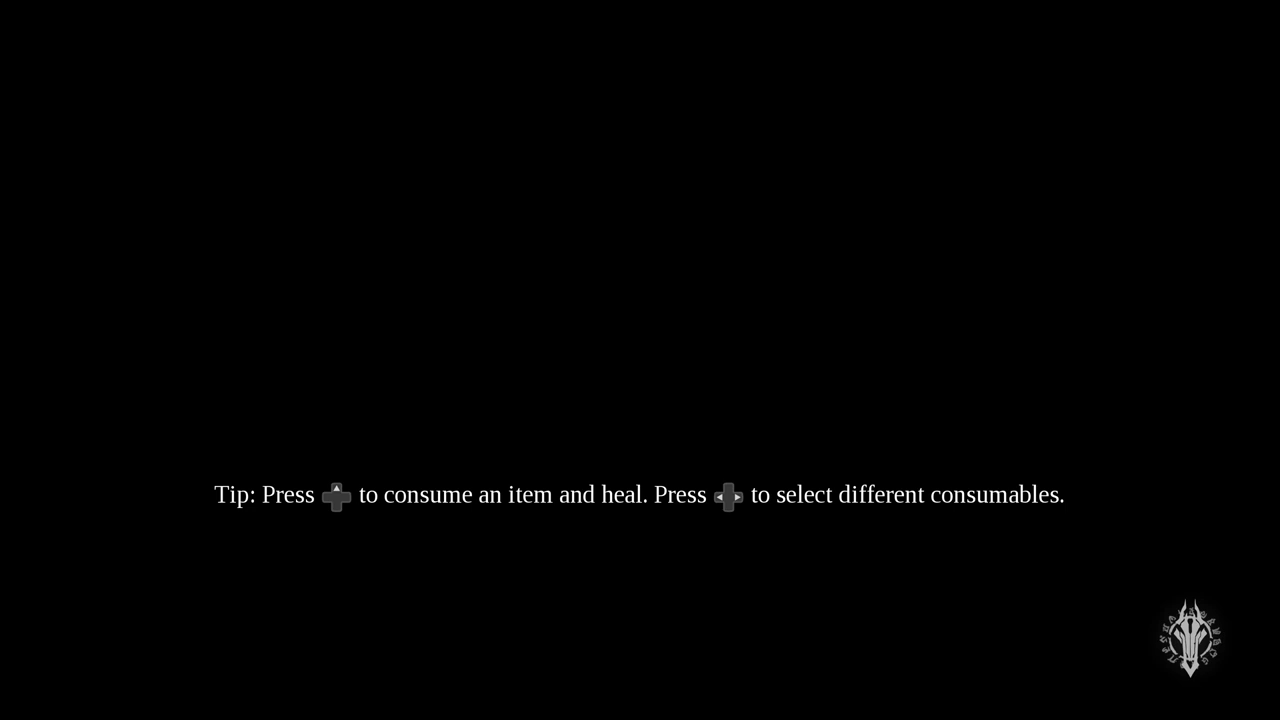 Tip: Press to consume an item and heal. Press to select different consumables.